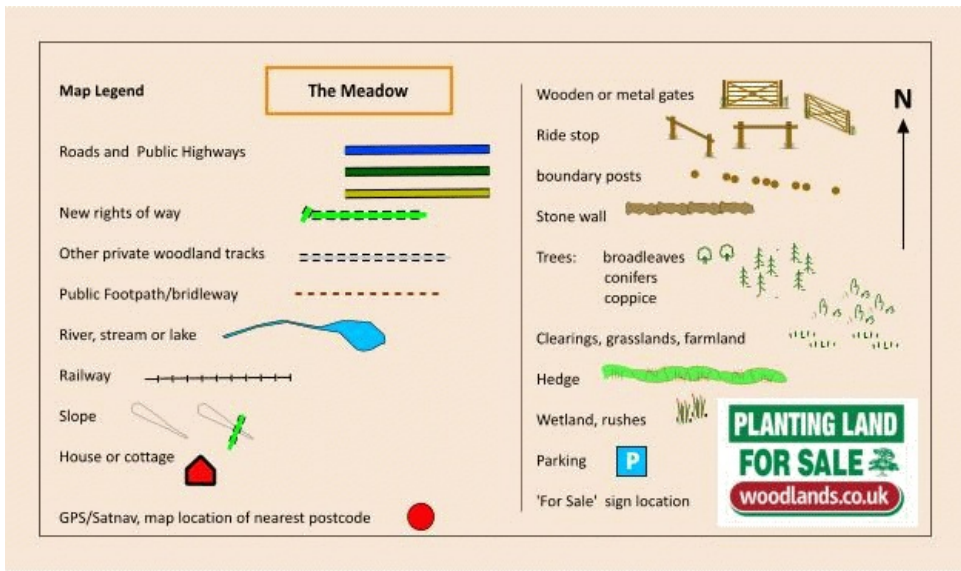 Map Legend
The Meadow
Roads and Public Highways
New rights of way
Other private woodland tracks
Public Footpath/bridleway
River, stream or lake
Railway
Slope
House or cottage
GPS/Satnav, map location of nearest postcode
Wooden or metal gates
Ride stop
boundary posts
Stone wall
Trees: broadleaves
conifers
coppice
Clearings, grasslands, farmland
Hedge
Wetland, rushes
Parking
P
'For Sale' sign location
N
PLANTING LAND
FOR SALE
woodlands.co.uk